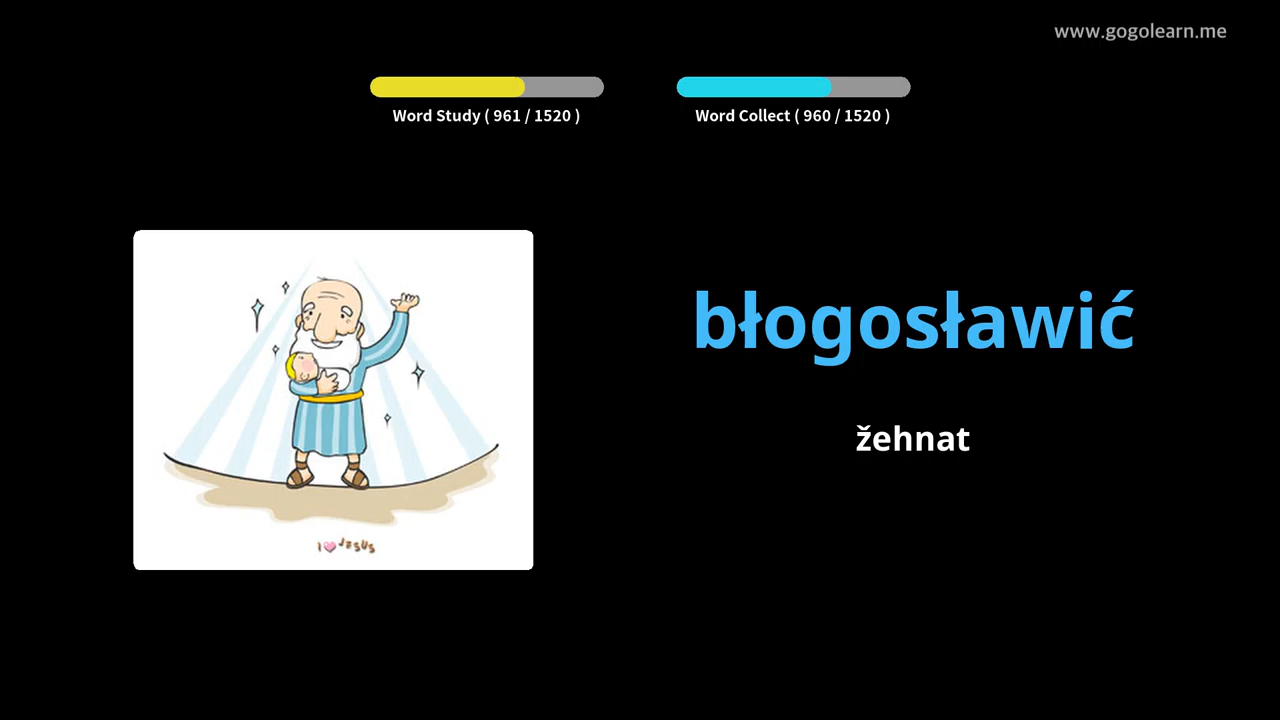 www.gogolearn.me
Word Study ( 961 / 1520 )
Word Collect ( 960 / 1520 )
błogosławić
žehnat
I JESUS